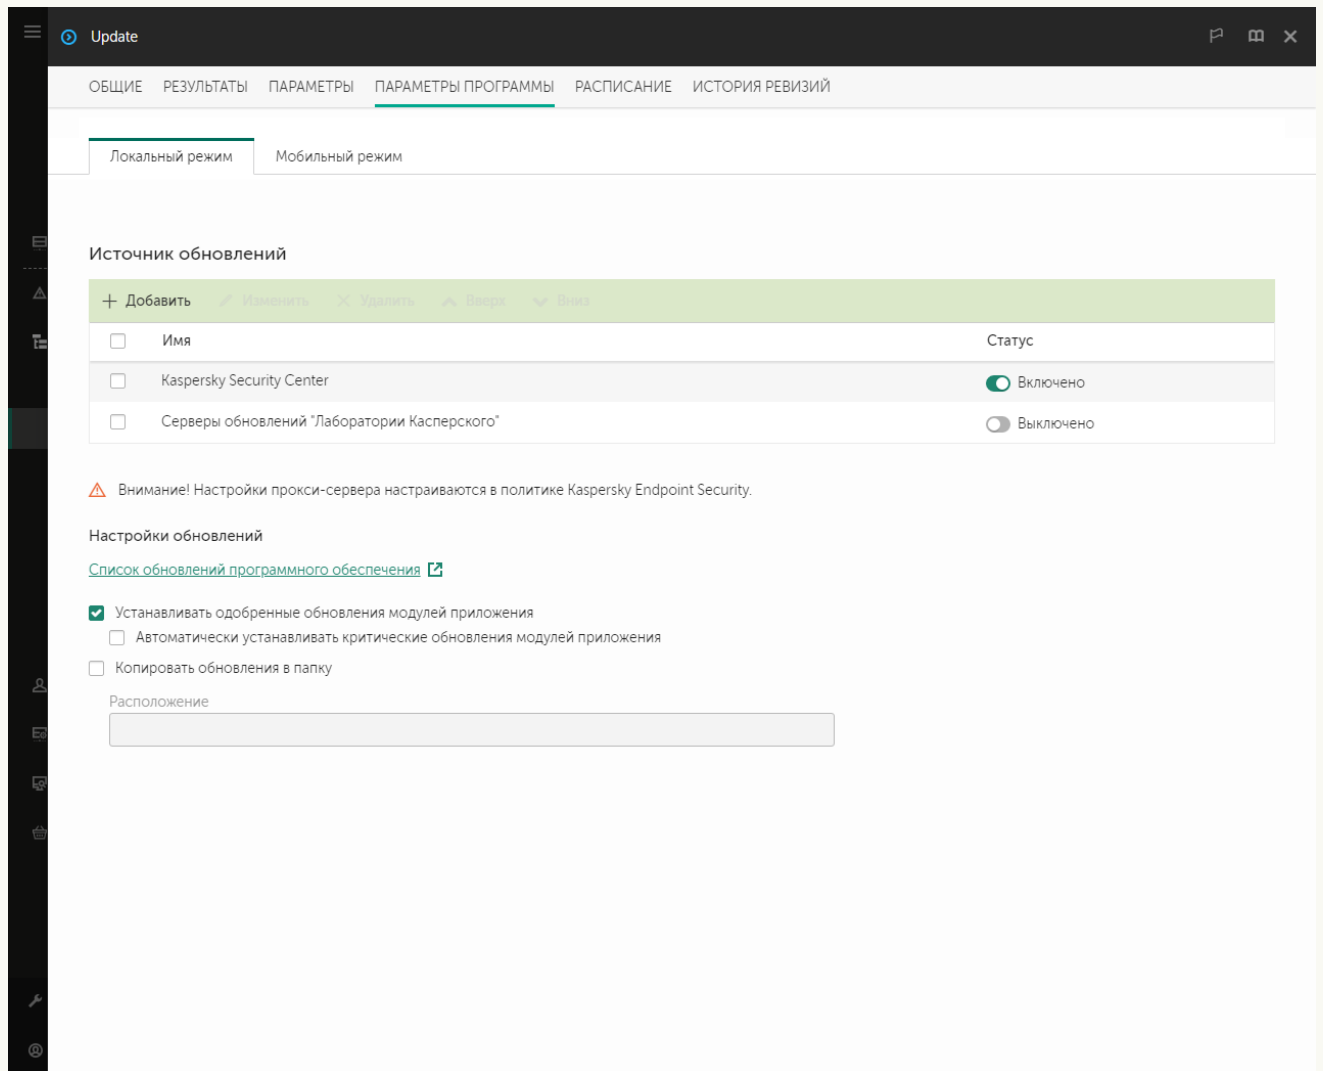 Update
ОБЩИЕ РЕЗУЛЬТАТЫ ПАРАМЕТРЫ ПАРАМЕТРЫ ПРОГРАММЫ РАСПИСАНИЕ ИСТОРИЯ РЕВИЗИЙ
Локальный режим Мобильный режим
Источник обновлений
Добавить Изменить Удалить Вверх Вниз
Имя Статус
Kaspersky Security Center Включено
Серверы обновлений "Лаборатории Касперского" Выключено
Внимание! Настройки прокси-сервера настраиваются в политике Kaspersky Endpoint Security.
Настройки обновлений
Список обновлений программного обеспечения
Устанавливать одобренные обновления модулей приложения
Автоматически устанавливать критические обновления модулей приложения
Копировать обновления в папку
Расположение